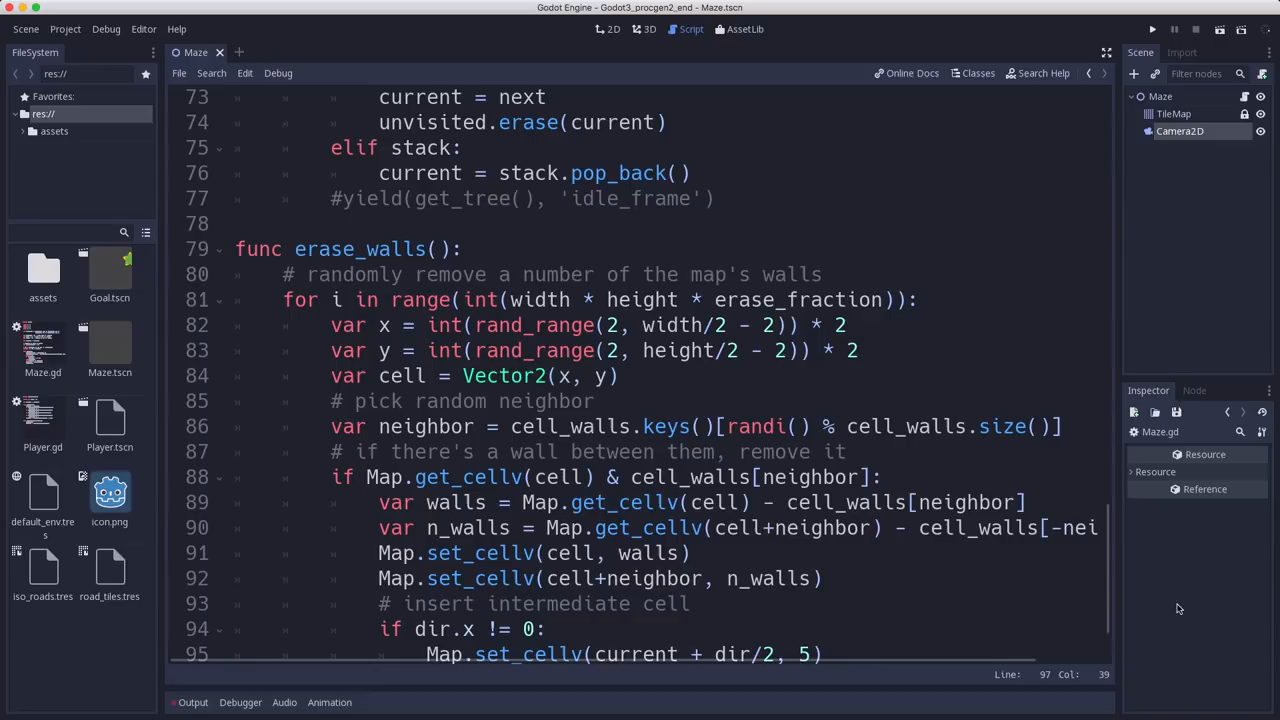 Godot Engine - Godot3_procgen2_end - Maze.tscn
Scene Project Debug Editor Help
2D 3D Script AssetLib
FileSystem
res://
Favorites:
res://
assets
assets
Goal.tscn
Maze.gd
Maze.tscn
Player.gd
Player.tscn
default_env.tre
s
icon.png
iso_roads.tres
road_tiles.tres
Maze
File Search Edit Debug
Online Docs Classes Search Help
73 current = next
74 unvisited.erase(current)
75 elif stack:
76 current = stack.pop_back()
77 #yield(get_tree(), 'idle_frame')
78
79 func erase_walls():
80 # randomly remove a number of the map's walls
81 for i in range(int(width * height * erase_fraction)):
82 var x = int(rand_range(2, width/2 - 2)) * 2
83 var y = int(rand_range(2, height/2 - 2)) * 2
84 var cell = Vector2(x, y)
85 # pick random neighbor
86 var neighbor = cell_walls.keys()[randi() % cell_walls.size()]
87 # if there's a wall between them, remove it
88 if Map.get_cellv(cell) & cell_walls[neighbor]:
89 var walls = Map.get_cellv(cell) - cell_walls[neighbor]
90 var n_walls = Map.get_cellv(cell+neighbor) - cell_walls[-nei
91 Map.set_cellv(cell, walls)
92 Map.set_cellv(cell+neighbor, n_walls)
93 # insert intermediate cell
94 if dir.x != 0:
95 Map.set_cellv(current + dir/2, 5)
Line: 97 Col: 39
Output Debugger Audio Animation
Scene Import
Filter nodes
Maze
TileMap
Camera2D
Inspector Node
Maze.gd
Resource
Resource
Reference